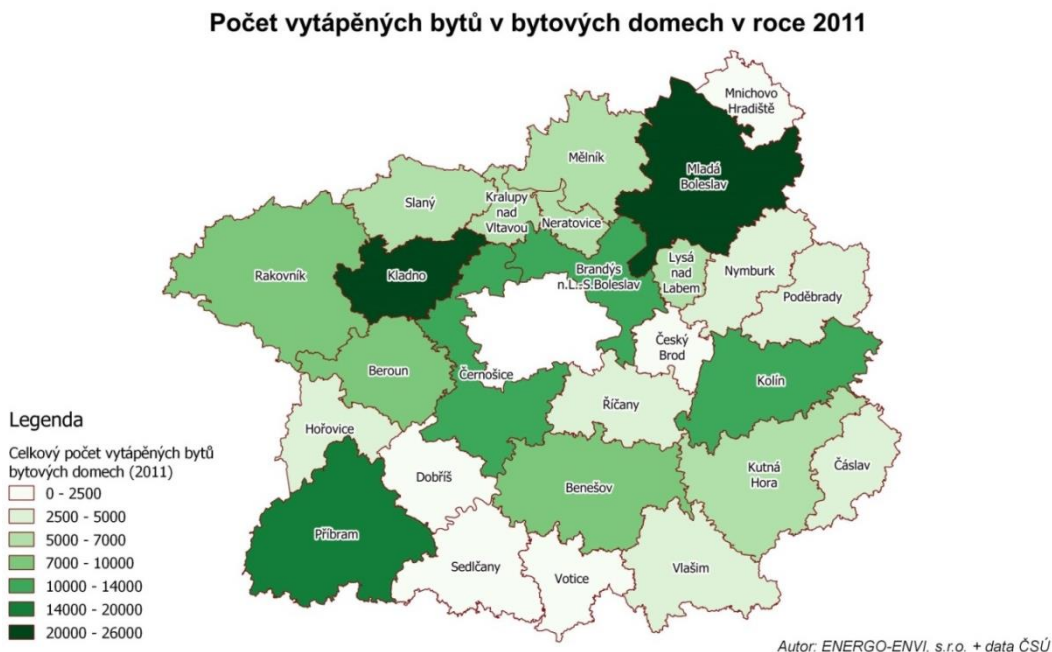 Počet vytápěných bytů v bytových domech v roce 2011
Mnichovo
Hradiště
Mělník
Mladá
Boleslav
Slaný
Kralupy
nad
Vltavou
Neratovice
Rakovník
Kladno
Brandýs
n.L.-S.Boleslav
Lysá
nad
Labem
Nymburk
Poděbrady
Český
Brod
Beroun
Černošice
Kolín
Říčany
Hořovice
Dobříš
Benešov
Kutná
Hora
Čáslav
Příbram
Sedlčany
Votice
Vlašim
Legenda
Celkový počet vytápěných bytů
bytových domech (2011)
0 - 2500
2500 - 5000
5000 - 7000
7000 - 10000
10000 - 14000
14000 - 20000
20000 - 26000
Autor: ENERGO-ENVI, s.r.o. + data ČSÚ